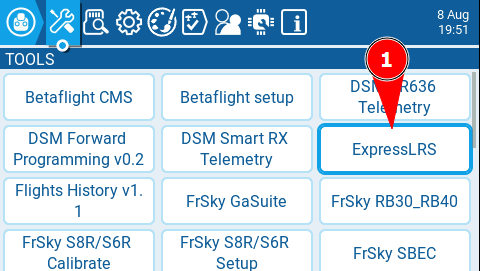 8 Aug
19:51
TOOLS
1
Betaflight CMS
Betaflight setup
DSM R636
Telemetry
DSM Forward
Programming v0.2
DSM Smart RX
Telemetry
ExpressLRS
Flights History v1.
1
FrSky GaSuite
FrSky RB30_RB40
FrSky S8R/S6R
Calibrate
FrSky S8R/S6R
Setup
FrSky SBEC